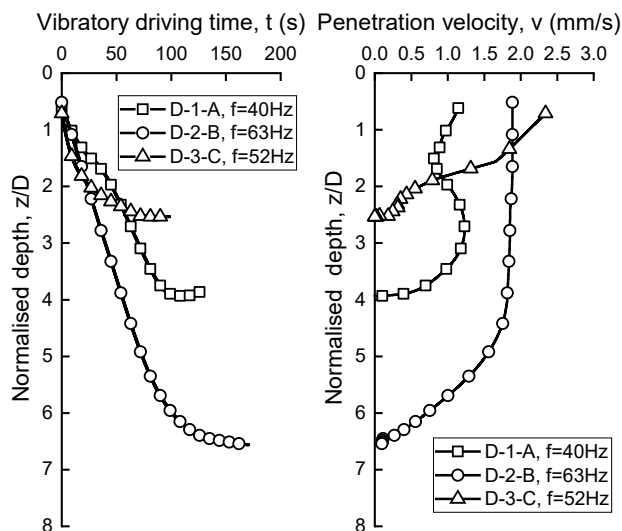 Vibratory driving time, t (s)
0 50 100 150 200
Normalised depth, z/D
0
1
2
3
4
5
6
7
8
D-1-A, f=40Hz
D-2-B, f=63Hz
D-3-C, f=52Hz
Penetration velocity, v (mm/s)
0.0 0.5 1.0 1.5 2.0 2.5 3.0
Normalised depth, z/D
0
1
2
3
4
5
6
7
8
D-1-A, f=40Hz
D-2-B, f=63Hz
D-3-C, f=52Hz